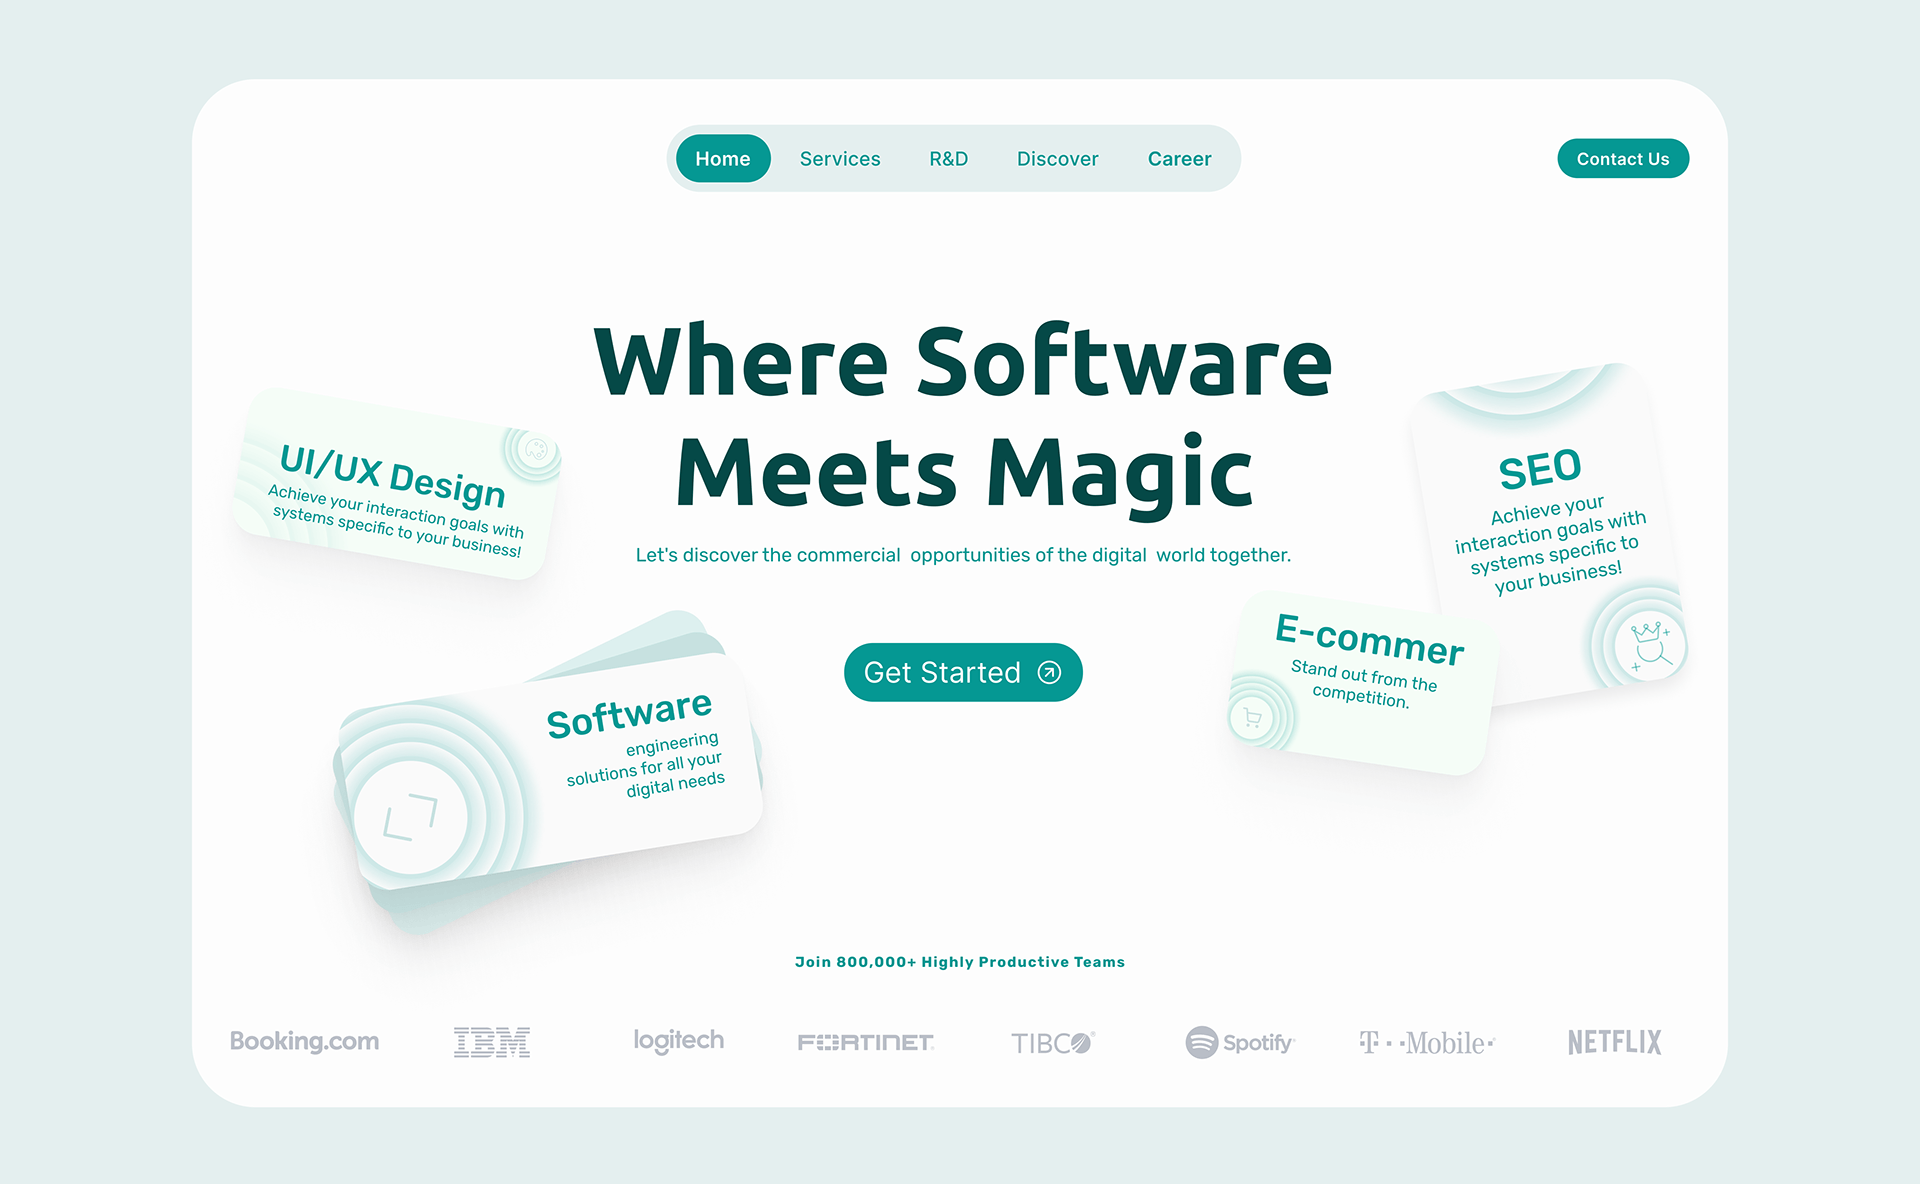 Home
Services
R&D
Discover
Career
Contact Us
Where Software
Meets Magic
Let's discover the commercial opportunities of the digital world together.
Get Started
UI/UX Design
Achieve your interaction goals with
systems specific to your business!
Software
engineering
solutions for all your
digital needs
SEO
Achieve your
interaction goals with
systems specific to
your business!
E-commer
Stand out from the
competition.
Join 800,000+ Highly Productive Teams
Booking.com
IBM
logitech
FORTINET
TIBCO®
Spotify
T··Mobile·
NETFLIX